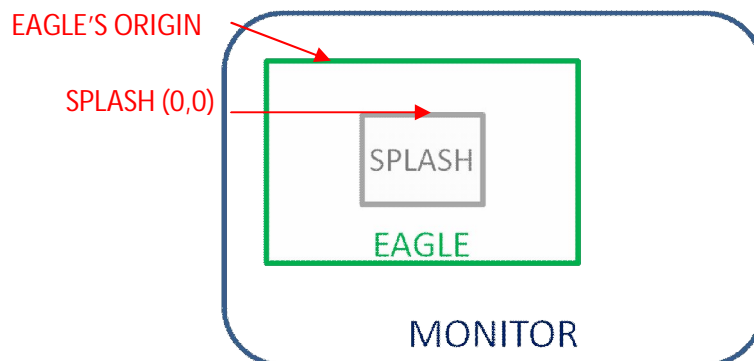 EAGLE'S ORIGIN
SPLASH (0,0)
SPLASH
EAGLE
MONITOR